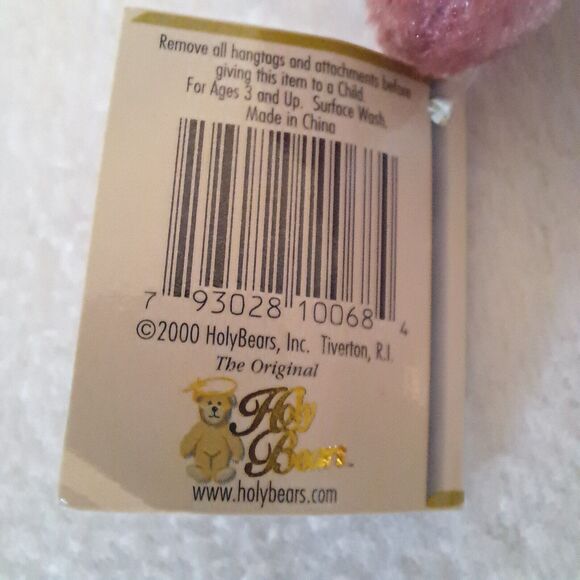 Remove all hangtags and attachments before
giving this item to a Child.
For Ages 3 and Up. Surface Wash.
Made in China
7 93028 10068 4
©2000 HolyBears, Inc. Tiverton, R.I.
The Original
Holy
Bears™
www.holybears.com